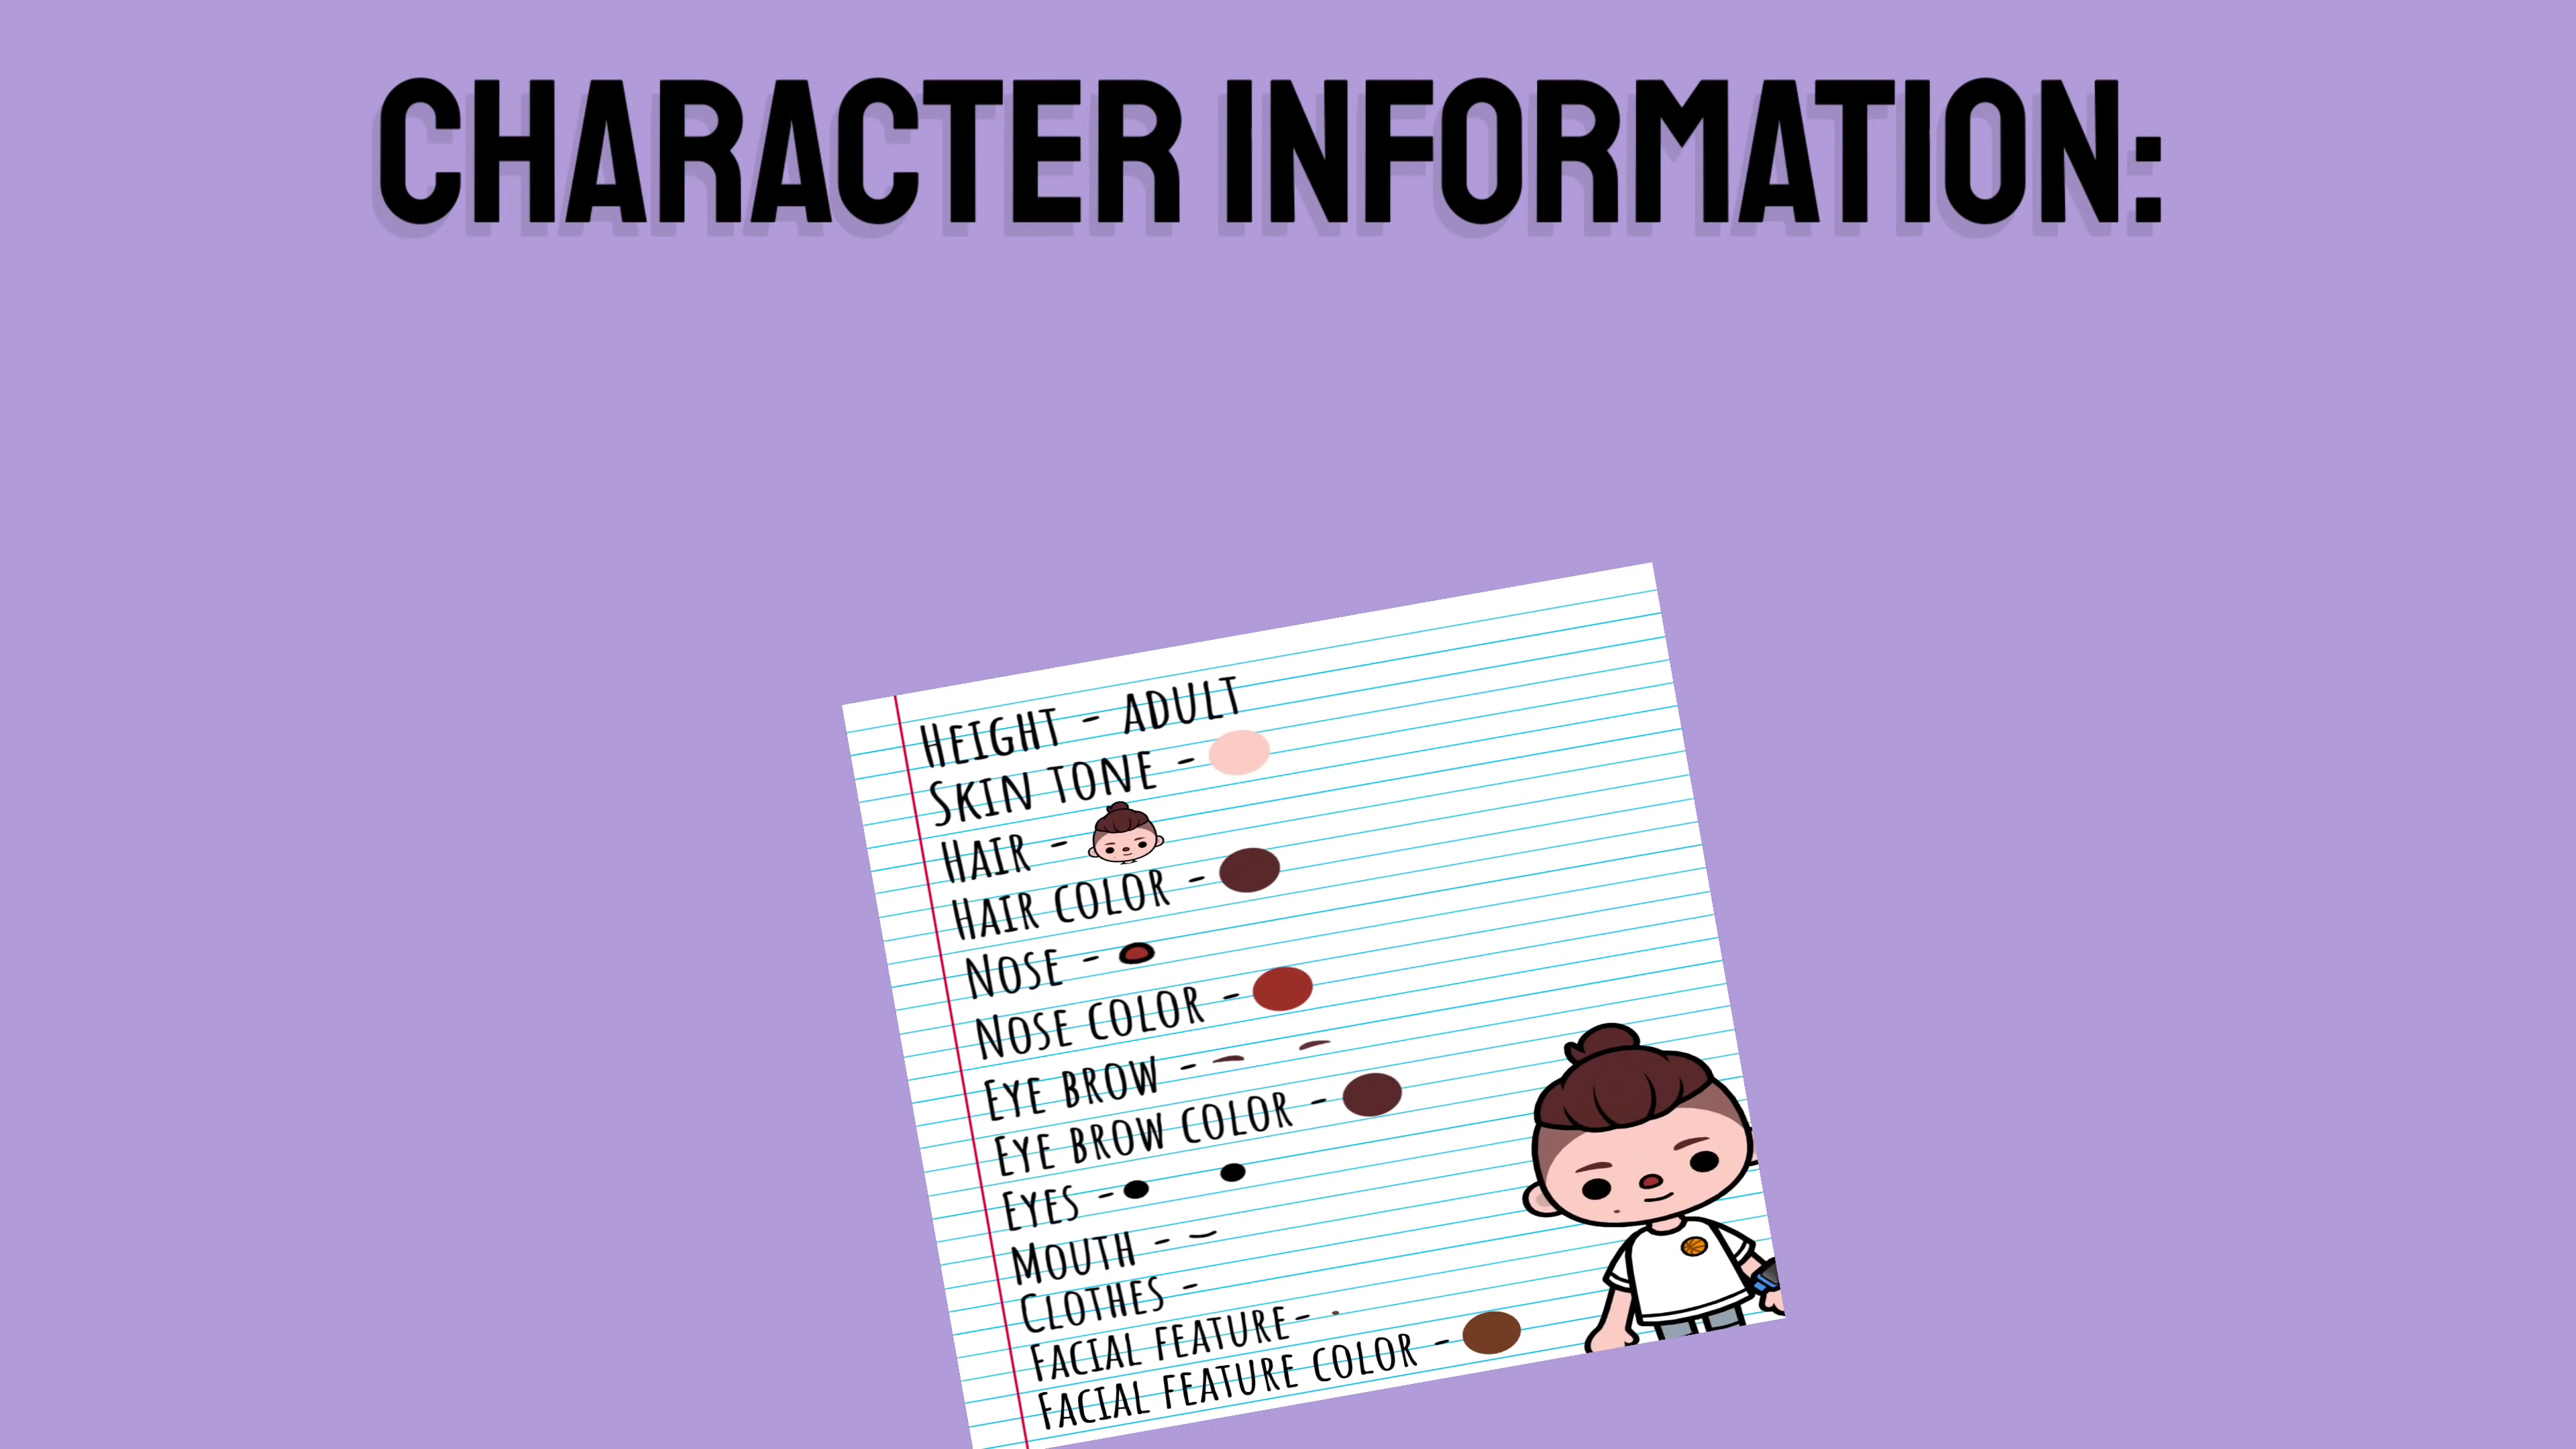 CHARACTER INFORMATION:
HEIGHT - ADULT
SKIN TONE -
HAIR -
HAIR COLOR -
NOSE -
NOSE COLOR -
EYE BROW -
EYE BROW COLOR -
EYES -
MOUTH -
CLOTHES -
FACIAL FEATURE-
FACIAL FEATURE COLOR -